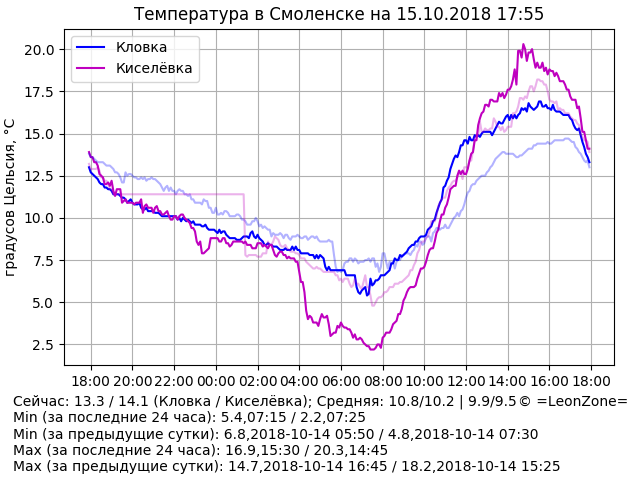 Температура в Смоленске на 15.10.2018 17:55
Кловка
Киселёвка
градусов Цельсия, °C
20.0
17.5
15.0
12.5
10.0
7.5
5.0
2.5
18:00 20:00 22:00 00:00 02:00 04:00 06:00 08:00 10:00 12:00 14:00 16:00 18:00
Сейчас: 13.3 / 14.1 (Кловка / Киселёвка); Средняя: 10.8/10.2 | 9.9/9.5© =LeonZone=
Min (за последние 24 часа): 5.4,07:15 / 2.2,07:25
Min (за предыдущие сутки): 6.8,2018-10-14 05:50 / 4.8,2018-10-14 07:30
Max (за последние 24 часа): 16.9,15:30 / 20.3,14:45
Max (за предыдущие сутки): 14.7,2018-10-14 16:45 / 18.2,2018-10-14 15:25